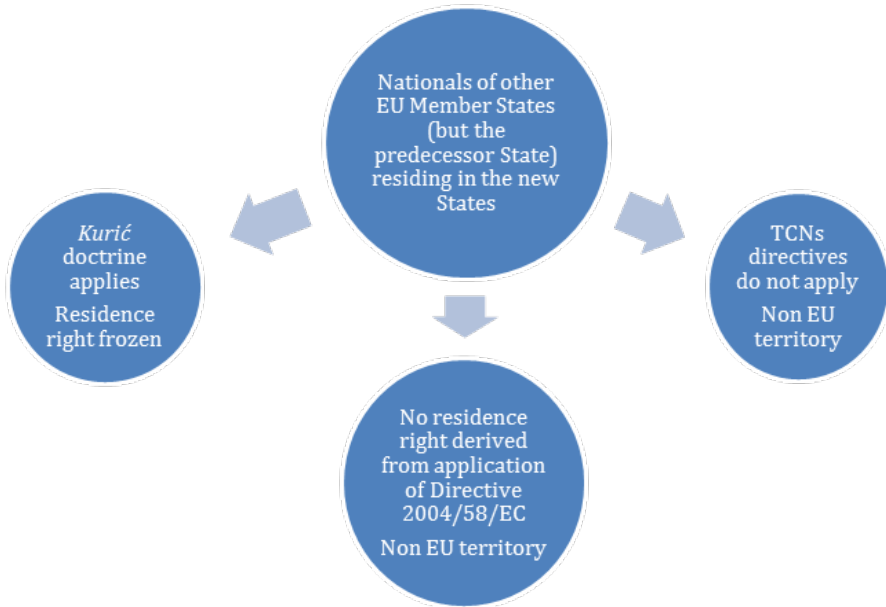 Nationals of other
EU Member States
(but the
predecessor State)
residing in the new
States
Kurić
doctrine
applies
Residence
right frozen
No residence
right derived
from application
of Directive
2004/58/EC
Non EU territory
TCNs
directives
do not apply
Non EU
territory